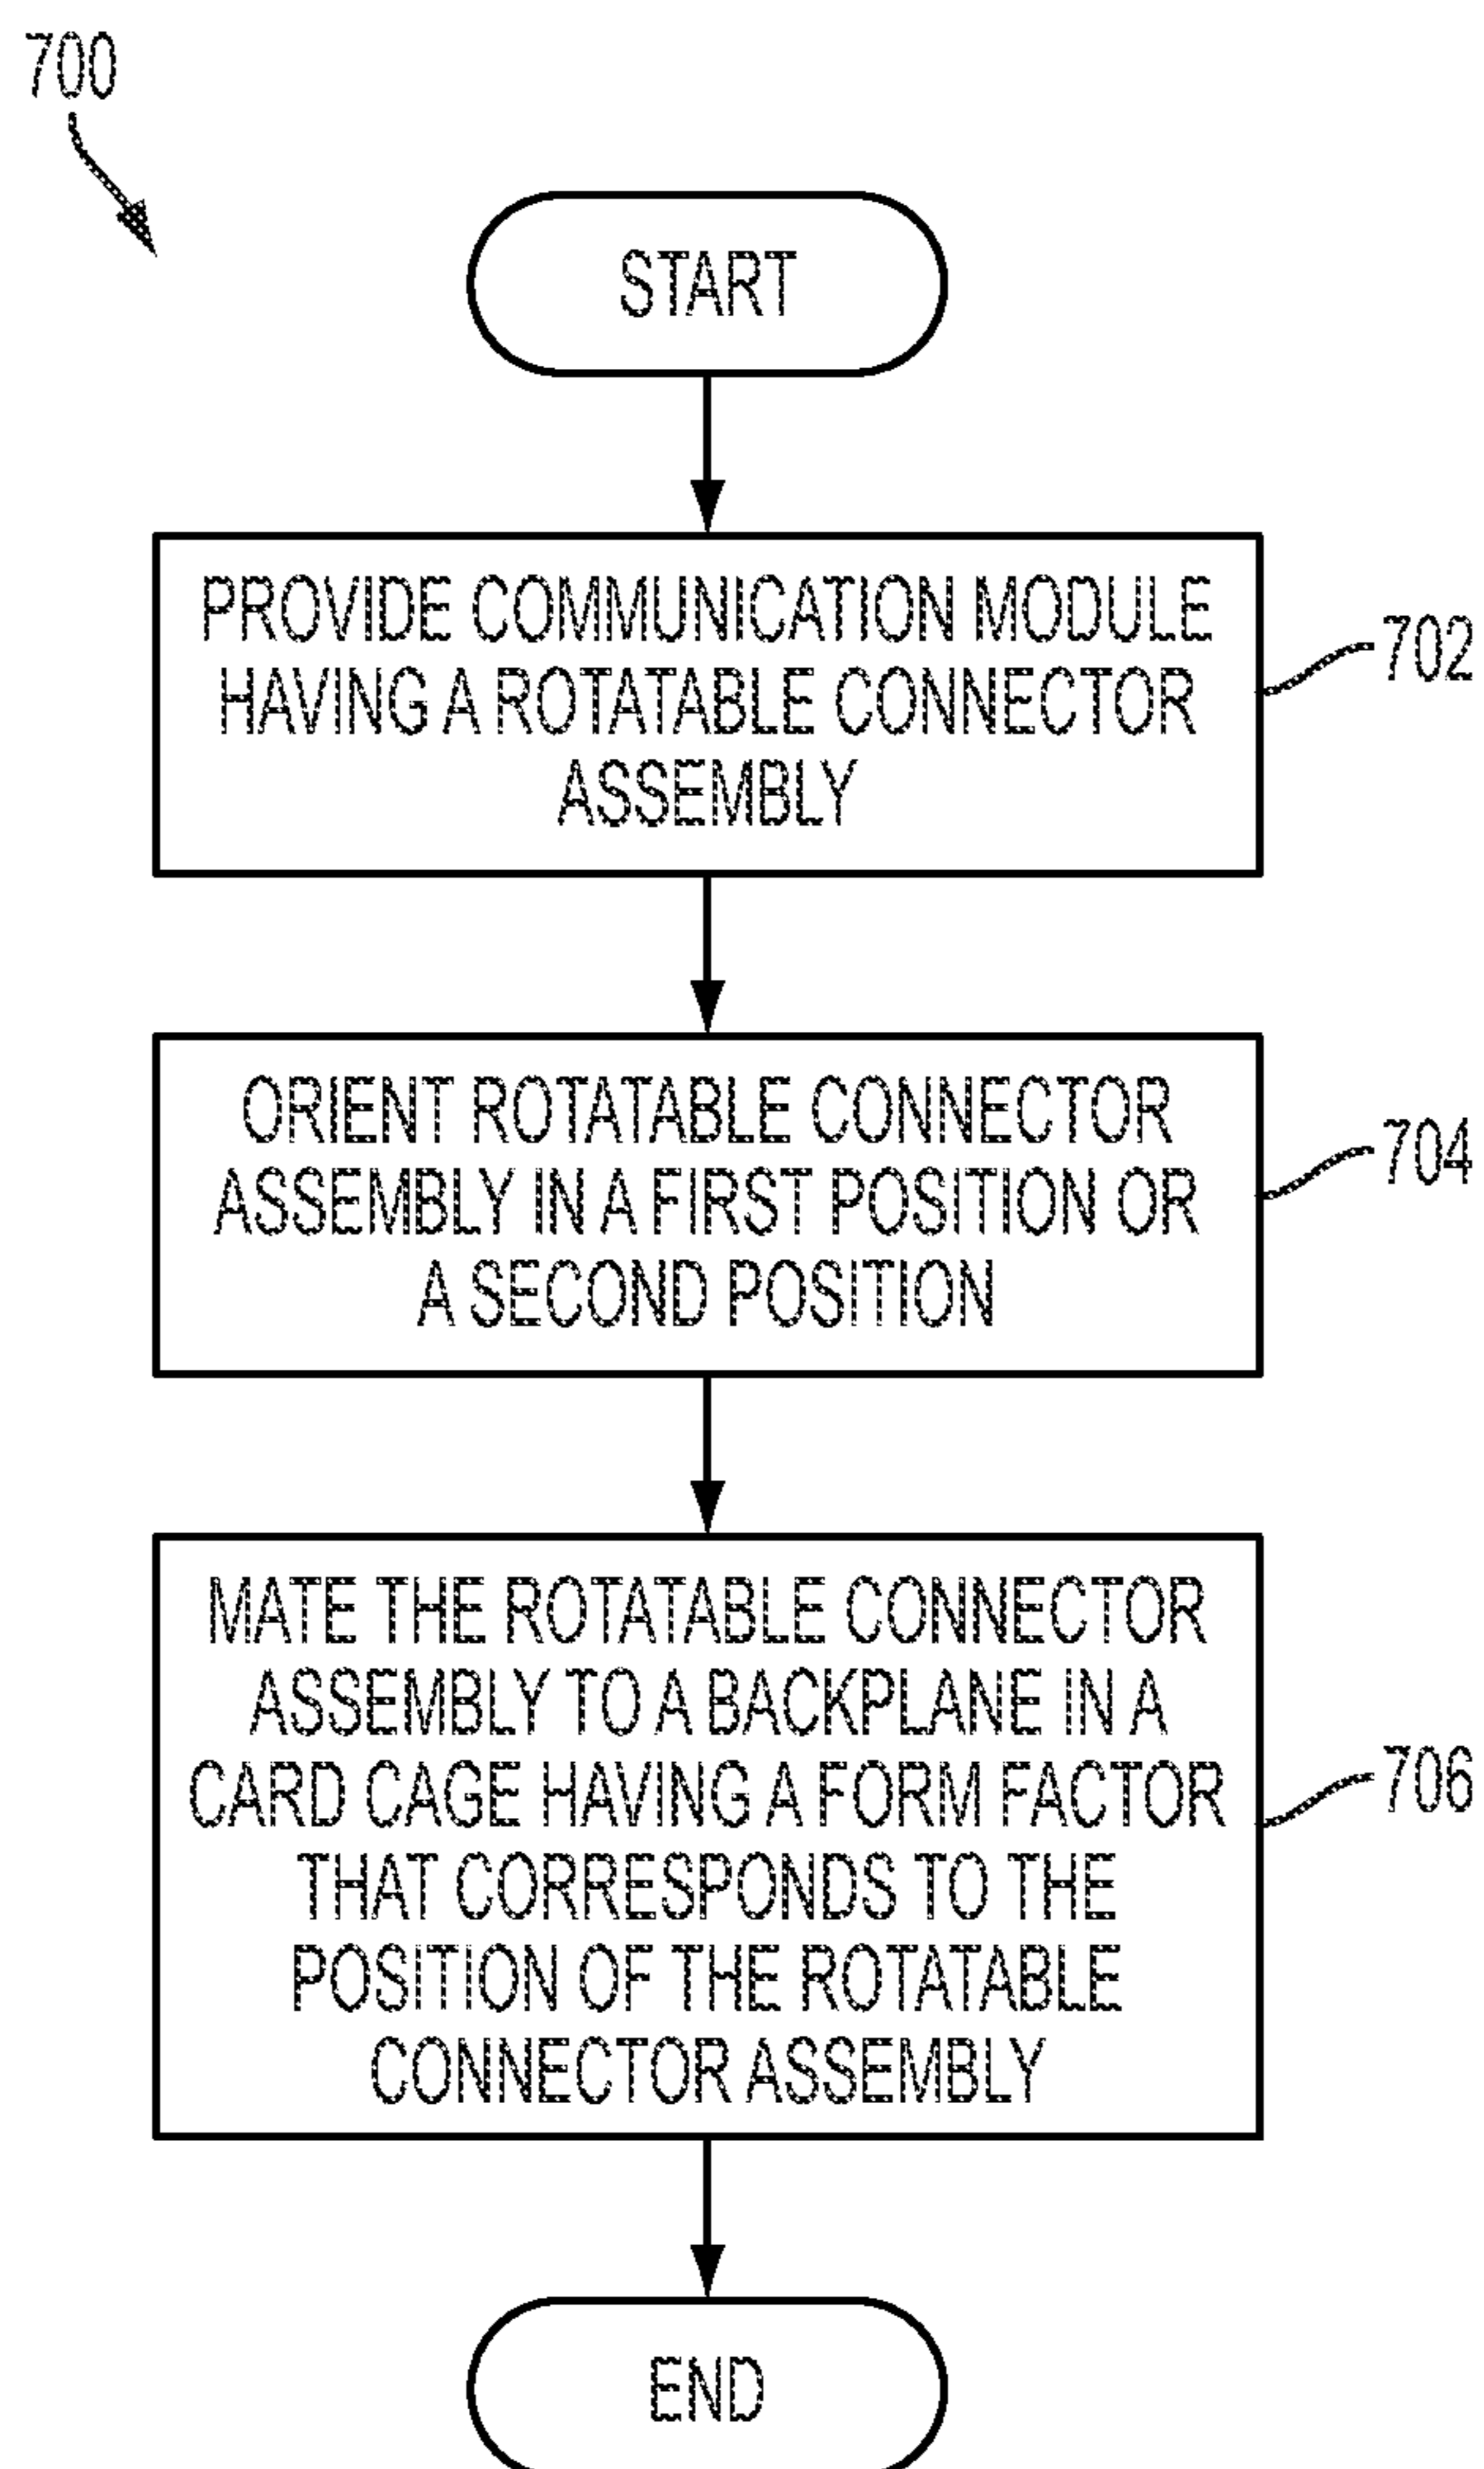 700
START
PROVIDE COMMUNICATION MODULE
HAVING A ROTATABLE CONNECTOR
ASSEMBLY
702
ORIENT ROTATABLE CONNECTOR
ASSEMBLY IN A FIRST POSITION OR
A SECOND POSITION
704
MATE THE ROTATABLE CONNECTOR
ASSEMBLY TO A BACKPLANE IN A
CARD CAGE HAVING A FORM FACTOR
THAT CORRESPONDS TO THE
POSITION OF THE ROTATABLE
CONNECTOR ASSEMBLY
706
END